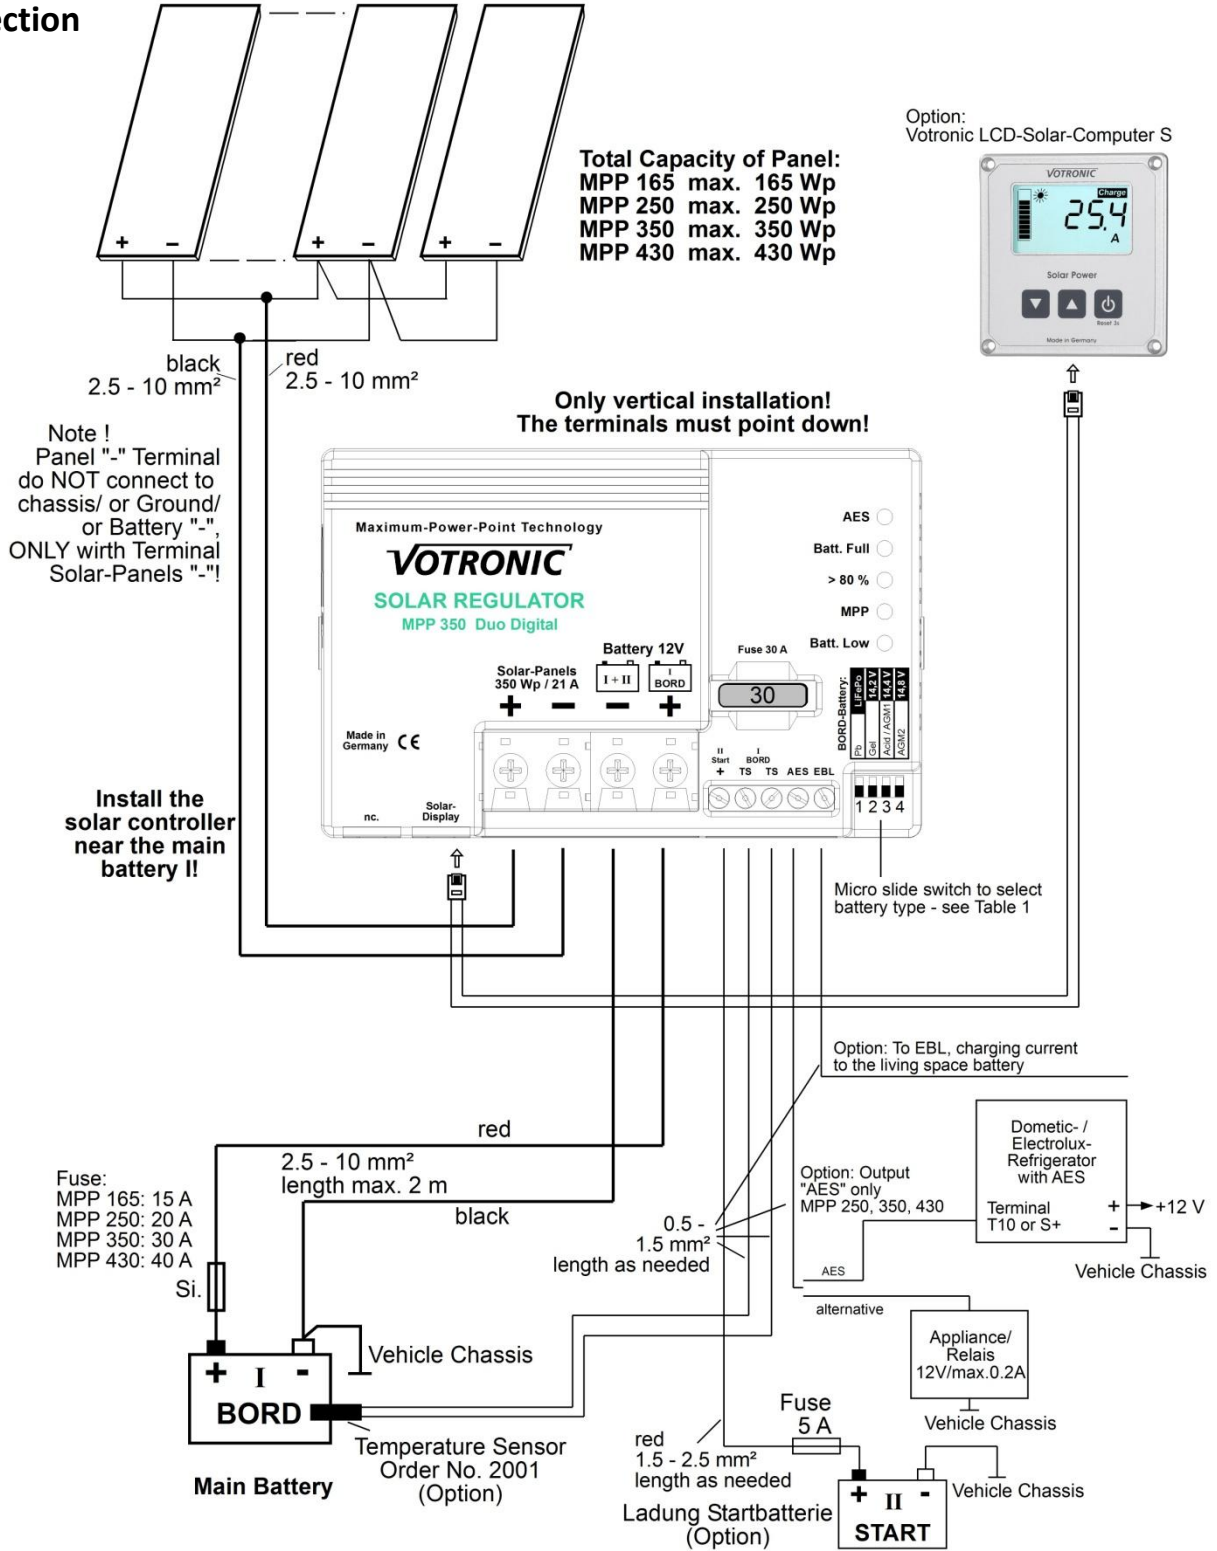 ection
Option:
Votronic LCD-Solar-Computer S
Total Capacity of Panel:
MPP 165 max. 165 Wp
MPP 250 max. 250 Wp
MPP 350 max. 350 Wp
MPP 430 max. 430 Wp
VOTRONIC
Charge
25.4
A
Solar Power
Reset 3s
Made in Germany
+ −
+ −
+ −
black
2.5 - 10 mm²
red
2.5 - 10 mm²
Only vertical installation!
The terminals must point down!
Note !
Panel "-" Terminal
do NOT connect to
chassis/ or Ground/
or Battery "-",
ONLY wirth Terminal
Solar-Panels "-"!
Maximum-Power-Point Technology
VOTRONIC
SOLAR REGULATOR
MPP 350 Duo Digital
AES
Batt. Full
> 80 %
MPP
Batt. Low
Battery 12V
Solar-Panels
350 Wp / 21 A
I + II
I
BORD
+ − − +
Fuse 30 A
30
BORD-Battery:
Pb LiFePo
Gel 14,2 V
Acid / AGM1 14,4 V
AGM2 14,8 V
Made in
Germany CE
II
Start
+
I
BORD
TS TS AES EBL
1 2 3 4
nc.
Solar-
Display
Install the
solar controller
near the main
battery I!
Micro slide switch to select
battery type - see Table 1
Option: To EBL, charging current
to the living space battery
red
2.5 - 10 mm²
length max. 2 m
black
Fuse:
MPP 165: 15 A
MPP 250: 20 A
MPP 350: 30 A
MPP 430: 40 A
Si.
0.5 -
1.5 mm²
length as needed
Option: Output
"AES" only
MPP 250, 350, 430
Dometic- /
Electrolux-
Refrigerator
with AES
Terminal
T10 or S+
+
-
+12 V
Vehicle Chassis
AES
alternative
Appliance/
Relais
12V/max.0.2A
Vehicle Chassis
+ I -
BORD
Vehicle Chassis
Main Battery
Temperature Sensor
Order No. 2001
(Option)
Fuse
5 A
red
1.5 - 2.5 mm²
length as needed
Ladung Startbatterie
(Option)
+ II -
START
Vehicle Chassis